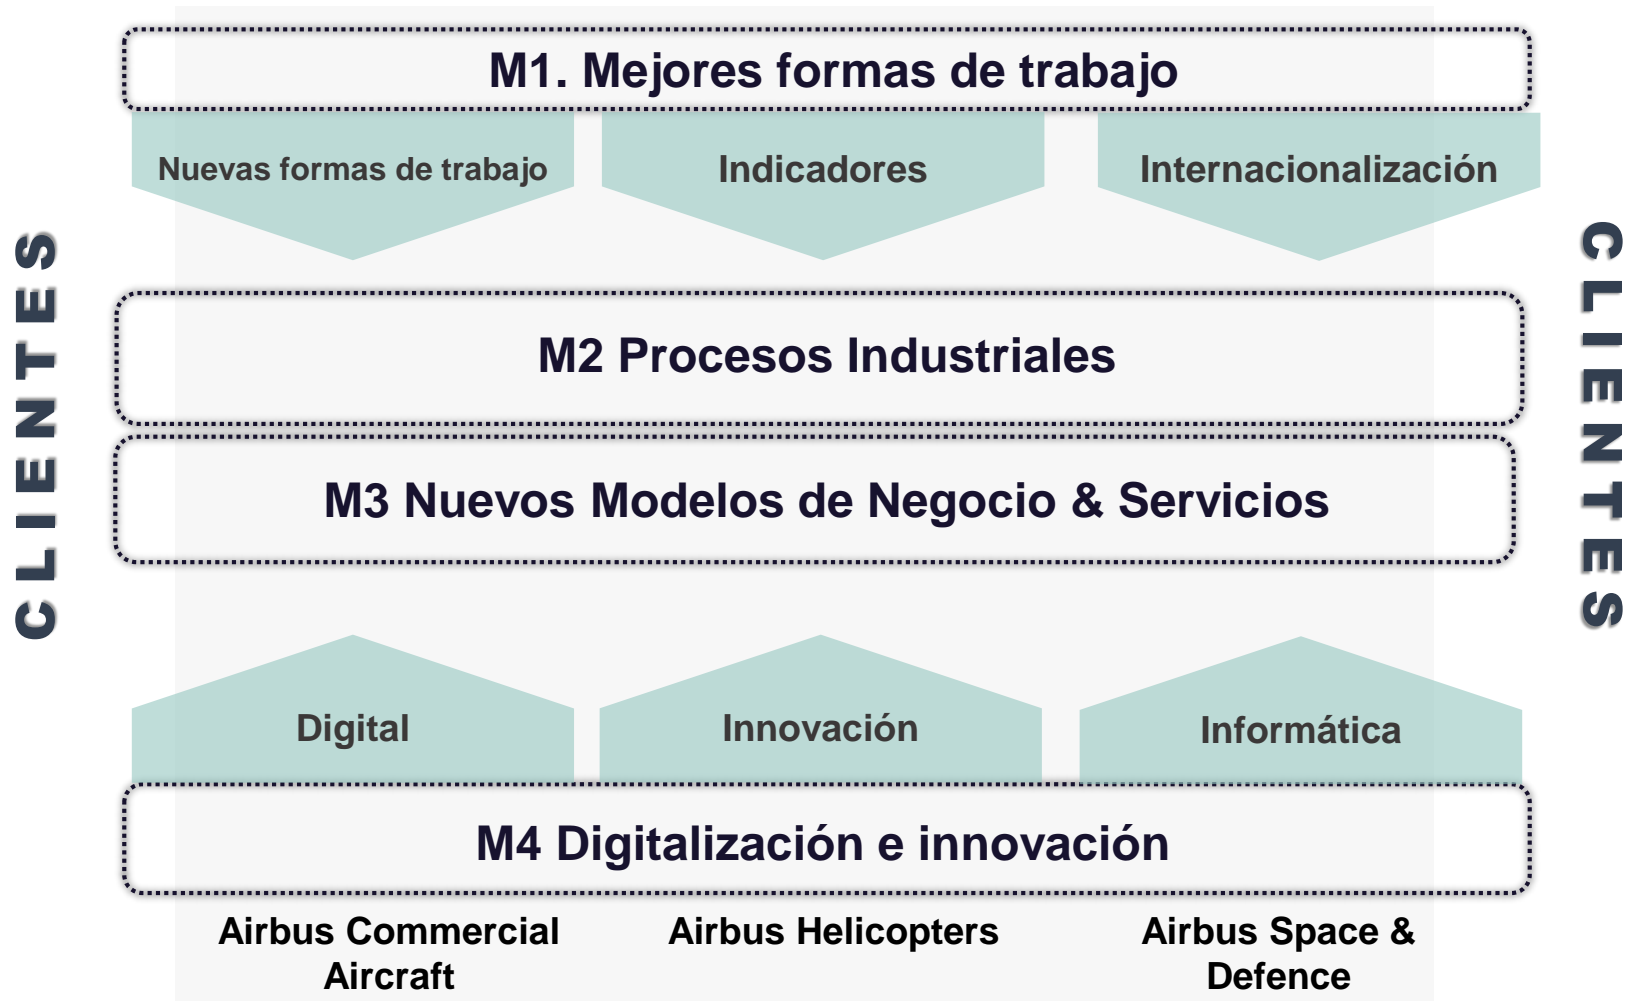 M1. Mejores formas de trabajo
Nuevas formas de trabajo
Indicadores
Internacionalización
CLIENTES
CLIENTES
M2 Procesos Industriales
M3 Nuevos Modelos de Negocio & Servicios
Digital
Innovación
Informática
M4 Digitalización e innovación
Airbus Commercial
Aircraft
Airbus Helicopters
Airbus Space &
Defence